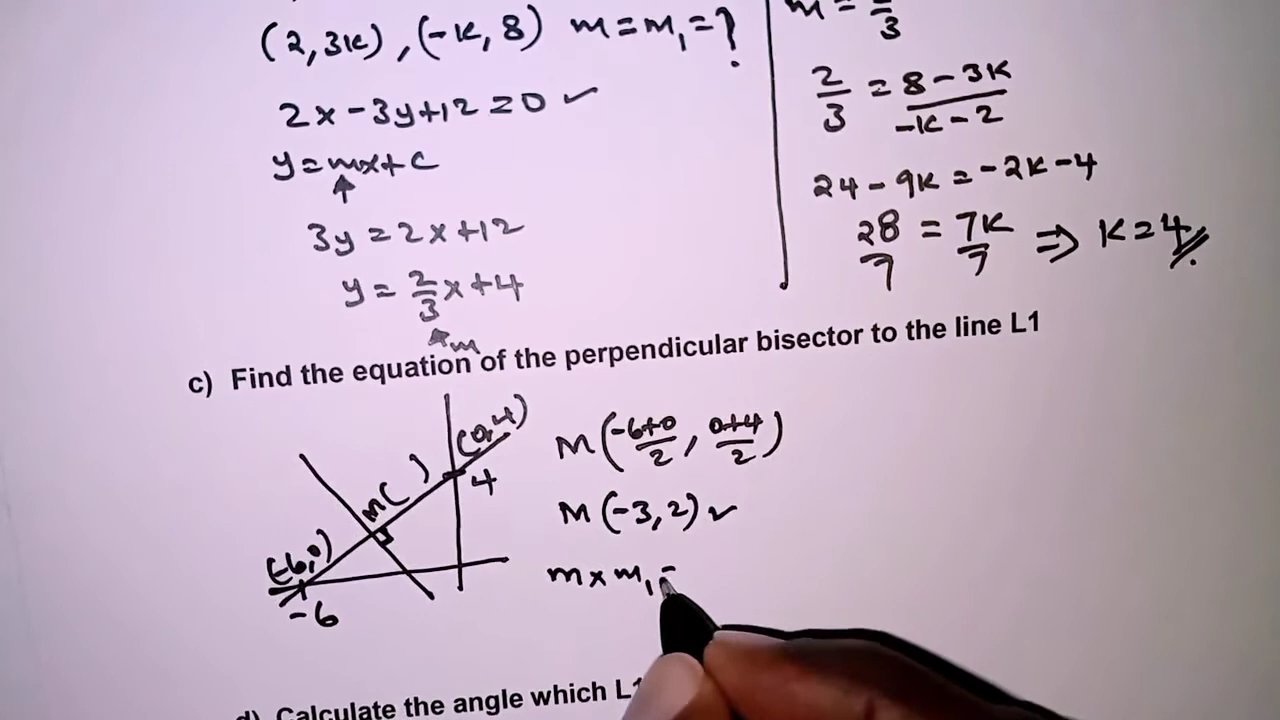 (2, 3K), (-K, 8) m = m₁ = ?
2x - 3y + 12 = 0 ✓
y = mx + c
3y = 2x + 12
y = 2/3 x + 4
m
m = 2/3
2/3 = 8 - 3K / -K - 2
24 - 9K = -2K - 4
28/7 = 7K/7 ⇒ K = 4
c) Find the equation of the perpendicular bisector to the line L1
(0, 4)
4
M( )
(-6, 0)
-6
M(-6+0/2, 0+4/2)
M(-3, 2) ✓
m × m₁ =
d) Calculate the angle which L1